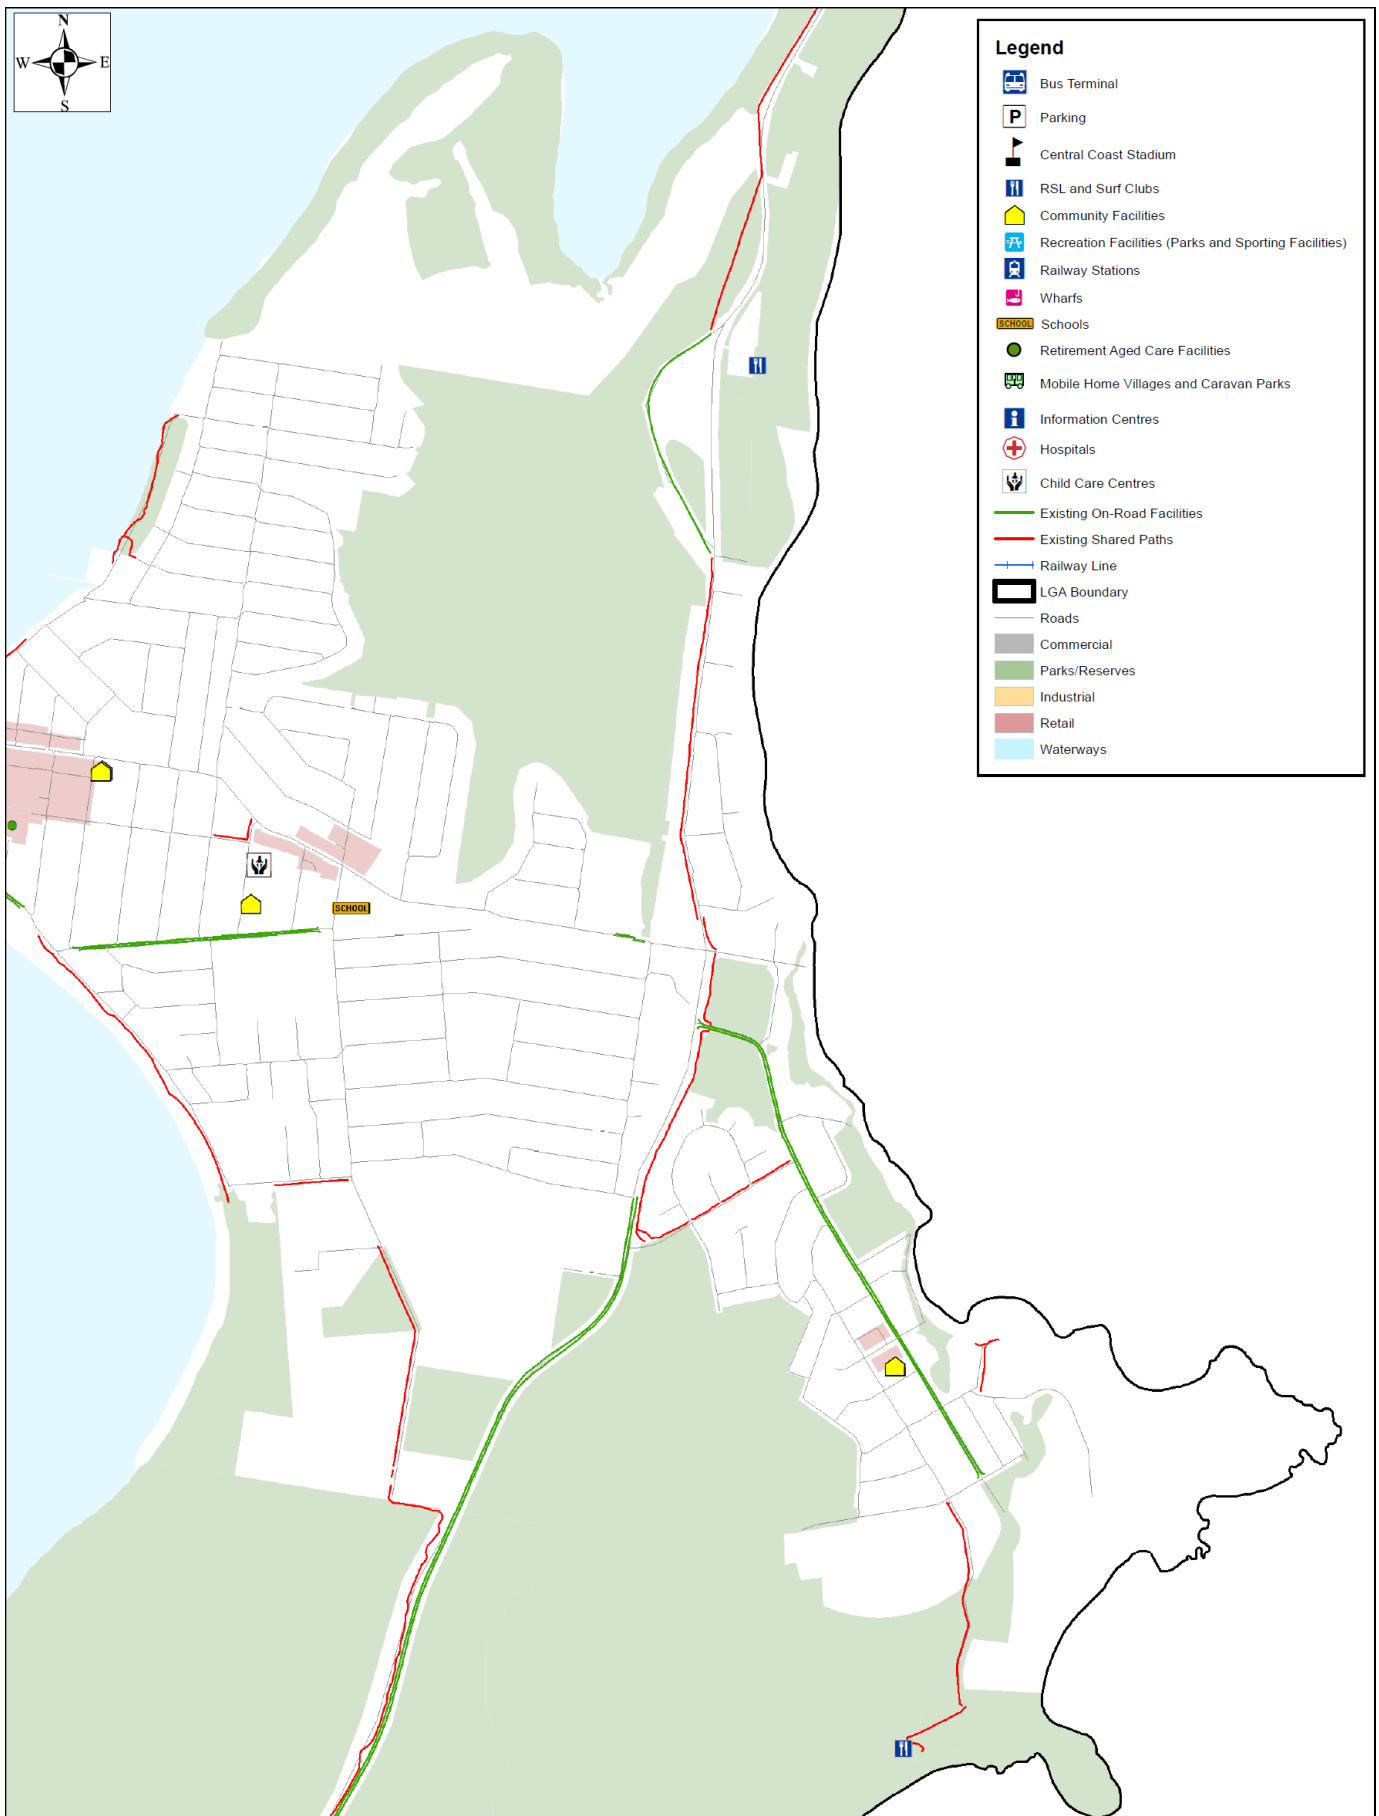 N
W E
S
Legend
Bus Terminal
P Parking
Central Coast Stadium
RSL and Surf Clubs
Community Facilities
Recreation Facilities (Parks and Sporting Facilities)
Railway Stations
Wharfs
SCHOOL Schools
Retirement Aged Care Facilities
Mobile Home Villages and Caravan Parks
i Information Centres
Hospitals
Child Care Centres
Existing On-Road Facilities
Existing Shared Paths
Railway Line
LGA Boundary
Roads
Commercial
Parks/Reserves
Industrial
Retail
Waterways
SCHOOL